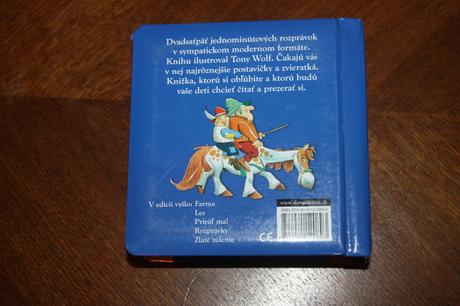 Dvadsaťpäť jednominútových rozprávok
v sympatickom modernom formáte.
Knihu ilustroval Tony Wolf. Čakajú vás
v nej najrôznejšie postavičky a zvieratká.
Knižka, ktorú si obľúbite a ktorú budú
vaše deti chcieť čítať a prezerať si.
V edícii vyšlo: Farma
Les
Pritúľ ma!
Rozprávky
Zlaté túlenie
CE